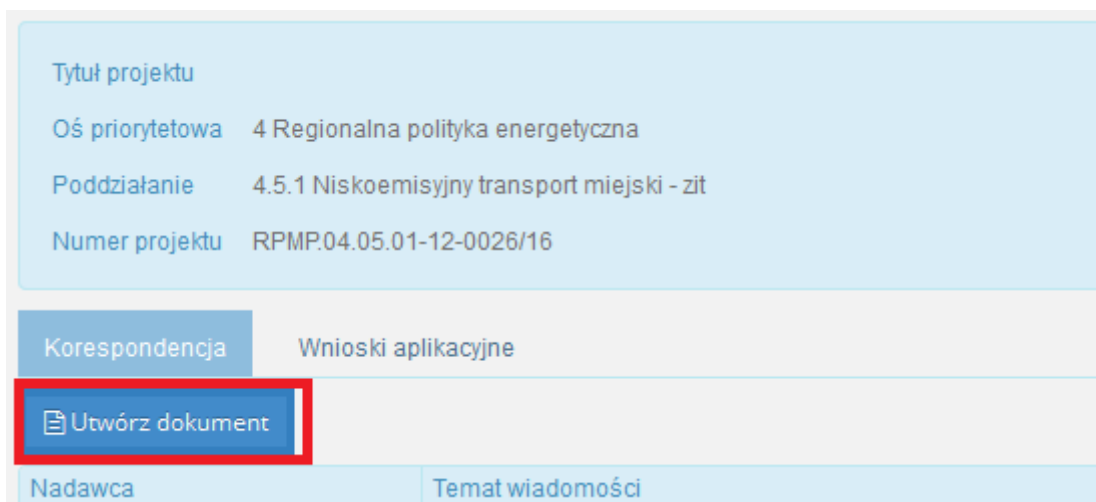 Tytuł projektu
Oś priorytetowa 4 Regionalna polityka energetyczna
Poddziałanie 4.5.1 Niskoemisyjny transport miejski - zit
Numer projektu RPMP.04.05.01-12-0026/16
Korespondencja Wnioski aplikacyjne
Utwórz dokument
Nadawca Temat wiadomości